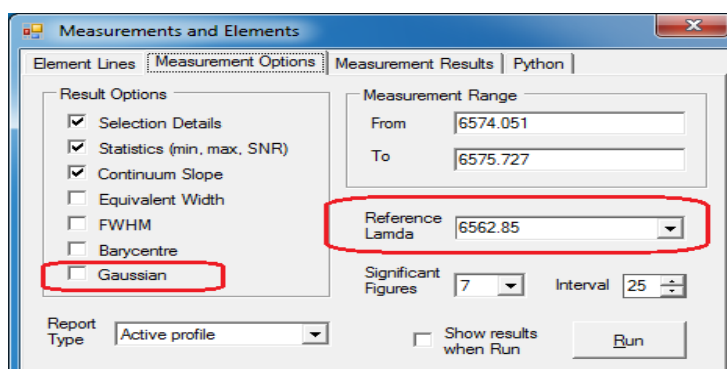 Measurements and Elements
Element Lines Measurement Options Measurement Results Python
Result Options
Selection Details
Statistics (min, max, SNR)
Continuum Slope
Equivalent Width
FWHM
Barycentre
Gaussian
Measurement Range
From 6574.051
To 6575.727
Reference
Lamda 6562.85
Significant
Figures 7 Interval 25
Report
Type Active profile
Show results
when Run
Run